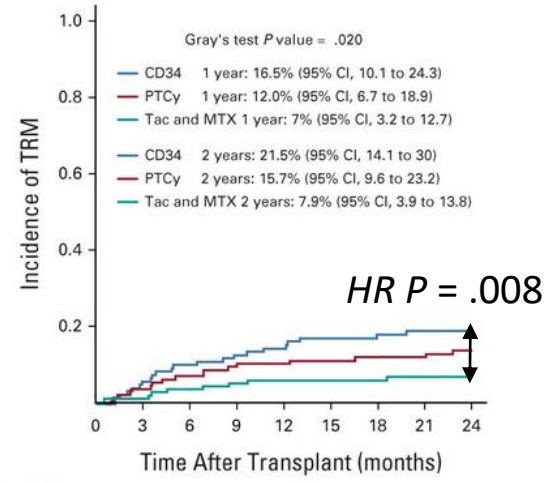 Incidence of TRM
1.0
0.8
0.6
0.4
0.2
Gray's test P value = .020
CD34 1 year: 16.5% (95% CI, 10.1 to 24.3)
PTCy 1 year: 12.0% (95% CI, 6.7 to 18.9)
Tac and MTX 1 year: 7% (95% CI, 3.2 to 12.7)
CD34 2 years: 21.5% (95% CI, 14.1 to 30)
PTCy 2 years: 15.7% (95% CI, 9.6 to 23.2)
Tac and MTX 2 years: 7.9% (95% CI, 3.9 to 13.8)
HR P = .008
0 3 6 9 12 15 18 21 24
Time After Transplant (months)